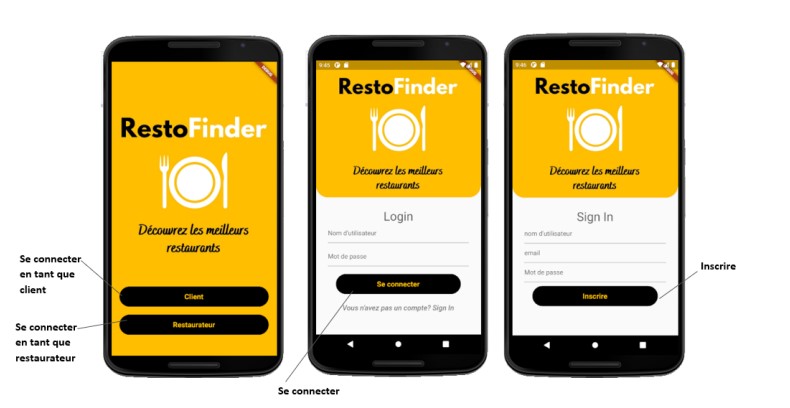 RestoFinder
Découvrez les meilleurs
restaurants
Client
Restaurateur
Se connecter
en tant que
client
Se connecter
en tant que
restaurateur
9:45
RestoFinder
Découvrez les meilleurs
restaurants
Login
Nom d'utilisateur
Mot de passe
Se connecter
Vous n'avez pas un compte? Sign In
Se connecter
9:46
RestoFinder
Découvrez les meilleurs
restaurants
Sign In
nom d'utilisateur
email
Mot de passe
Inscrire
Inscrire